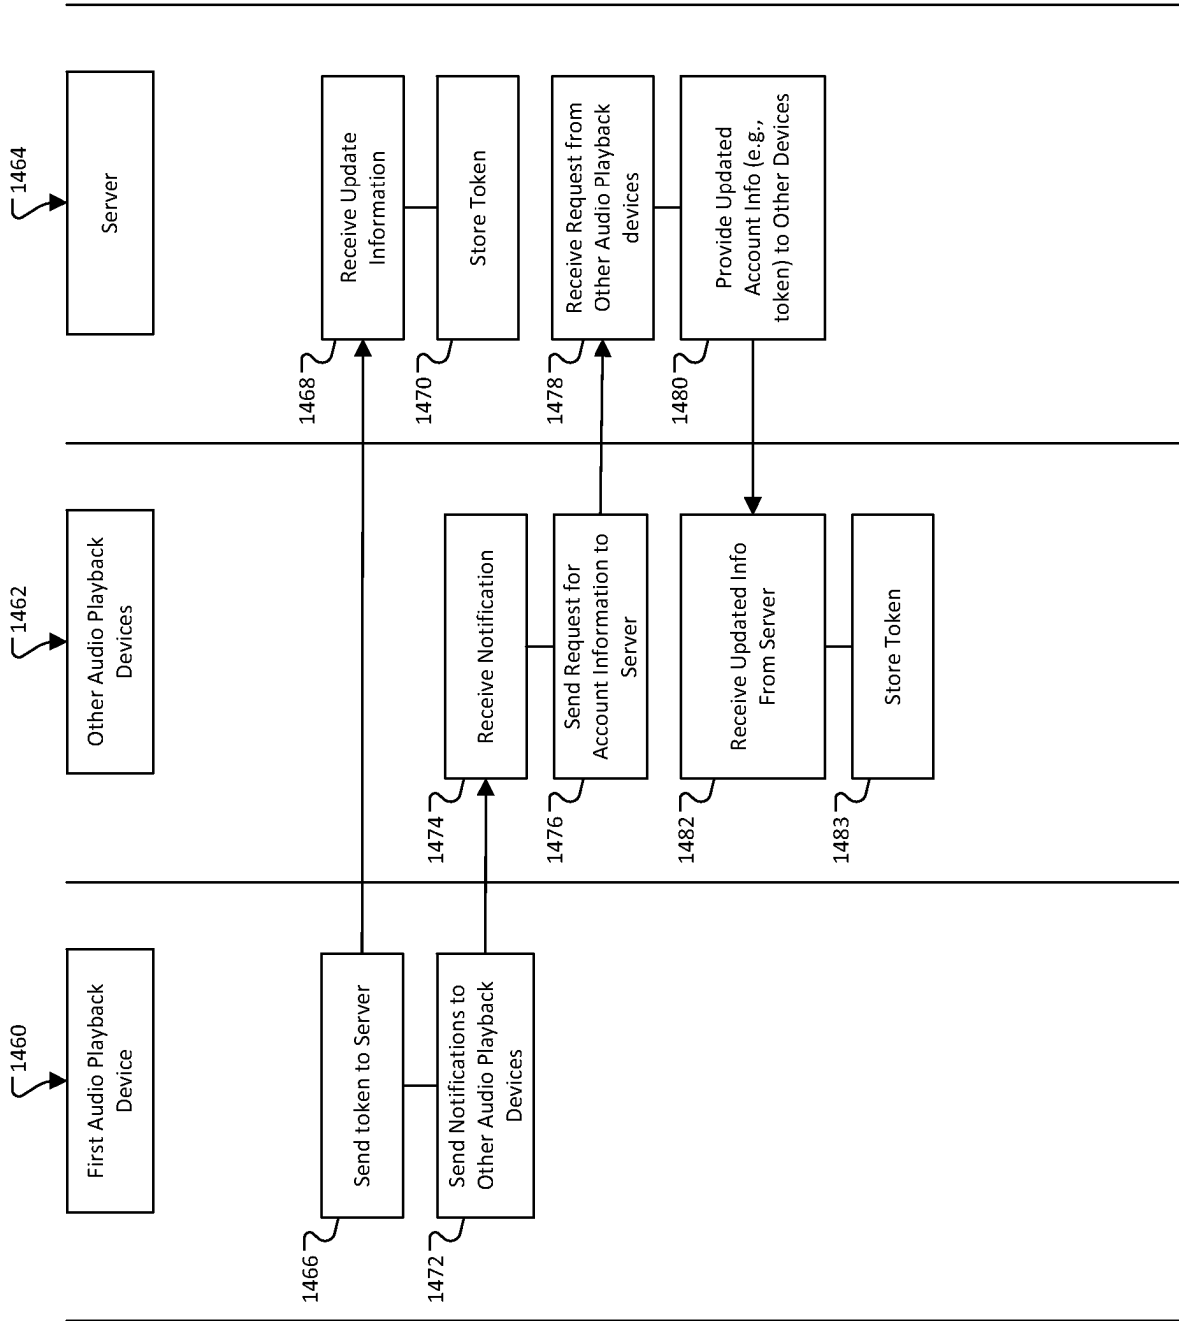 1460
First Audio Playback
Device
1462
Other Audio Playback
Devices
1464
Server
1466
Send token to Server
1468
Receive Update
Information
1470
Store Token
1472
Send Notifications to
Other Audio Playback
Devices
1474
Receive Notification
1476
Send Request for
Account Information to
Server
1478
Receive Request from
Other Audio Playback
devices
1480
Provide Updated
Account Info (e.g.,
token) to Other Devices
1482
Receive Updated Info
From Server
1483
Store Token